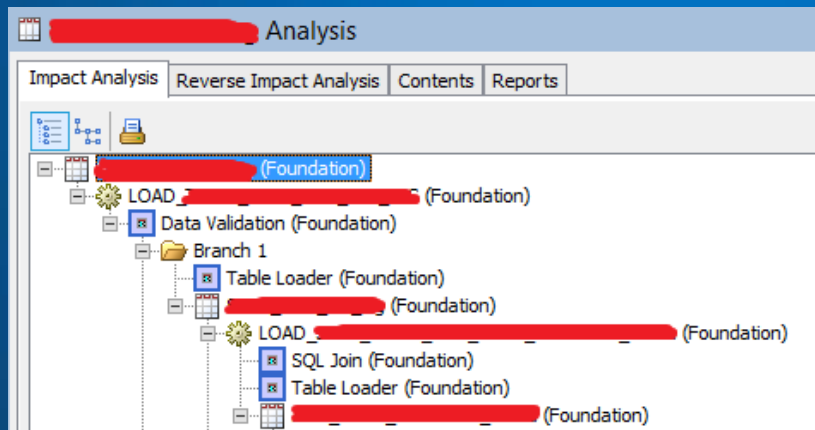 Analysis
Impact Analysis Reverse Impact Analysis Contents Reports
(Foundation)
LOAD_ (Foundation)
Data Validation (Foundation)
Branch 1
Table Loader (Foundation)
(Foundation)
LOAD_ (Foundation)
SQL Join (Foundation)
Table Loader (Foundation)
(Foundation)